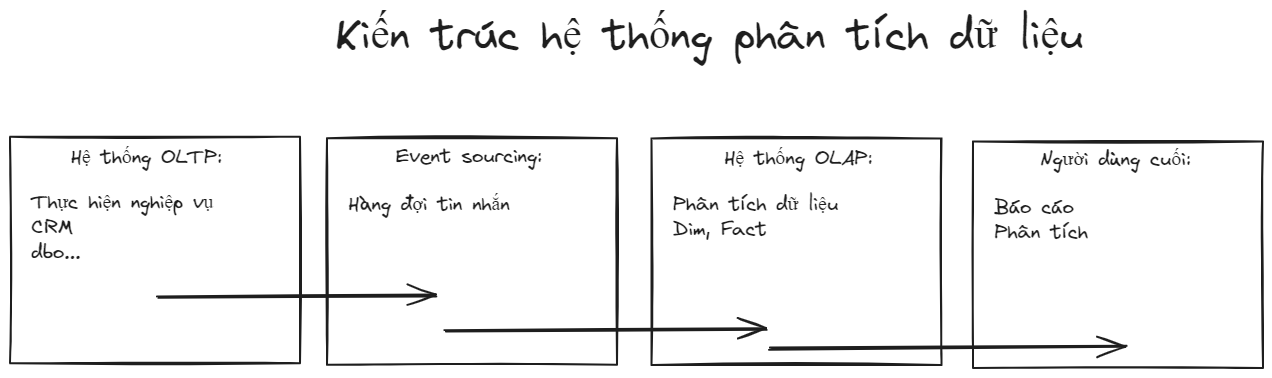 Kiến trúc hệ thống phân tích dữ liệu
Hệ thống OLTP:
Thực hiện nghiệp vụ
CRM
dbo...
Event sourcing:
Hàng đợi tin nhắn
Hệ thống OLAP:
Phân tích dữ liệu
Dim, Fact
Người dùng cuối:
Báo cáo
Phân tích